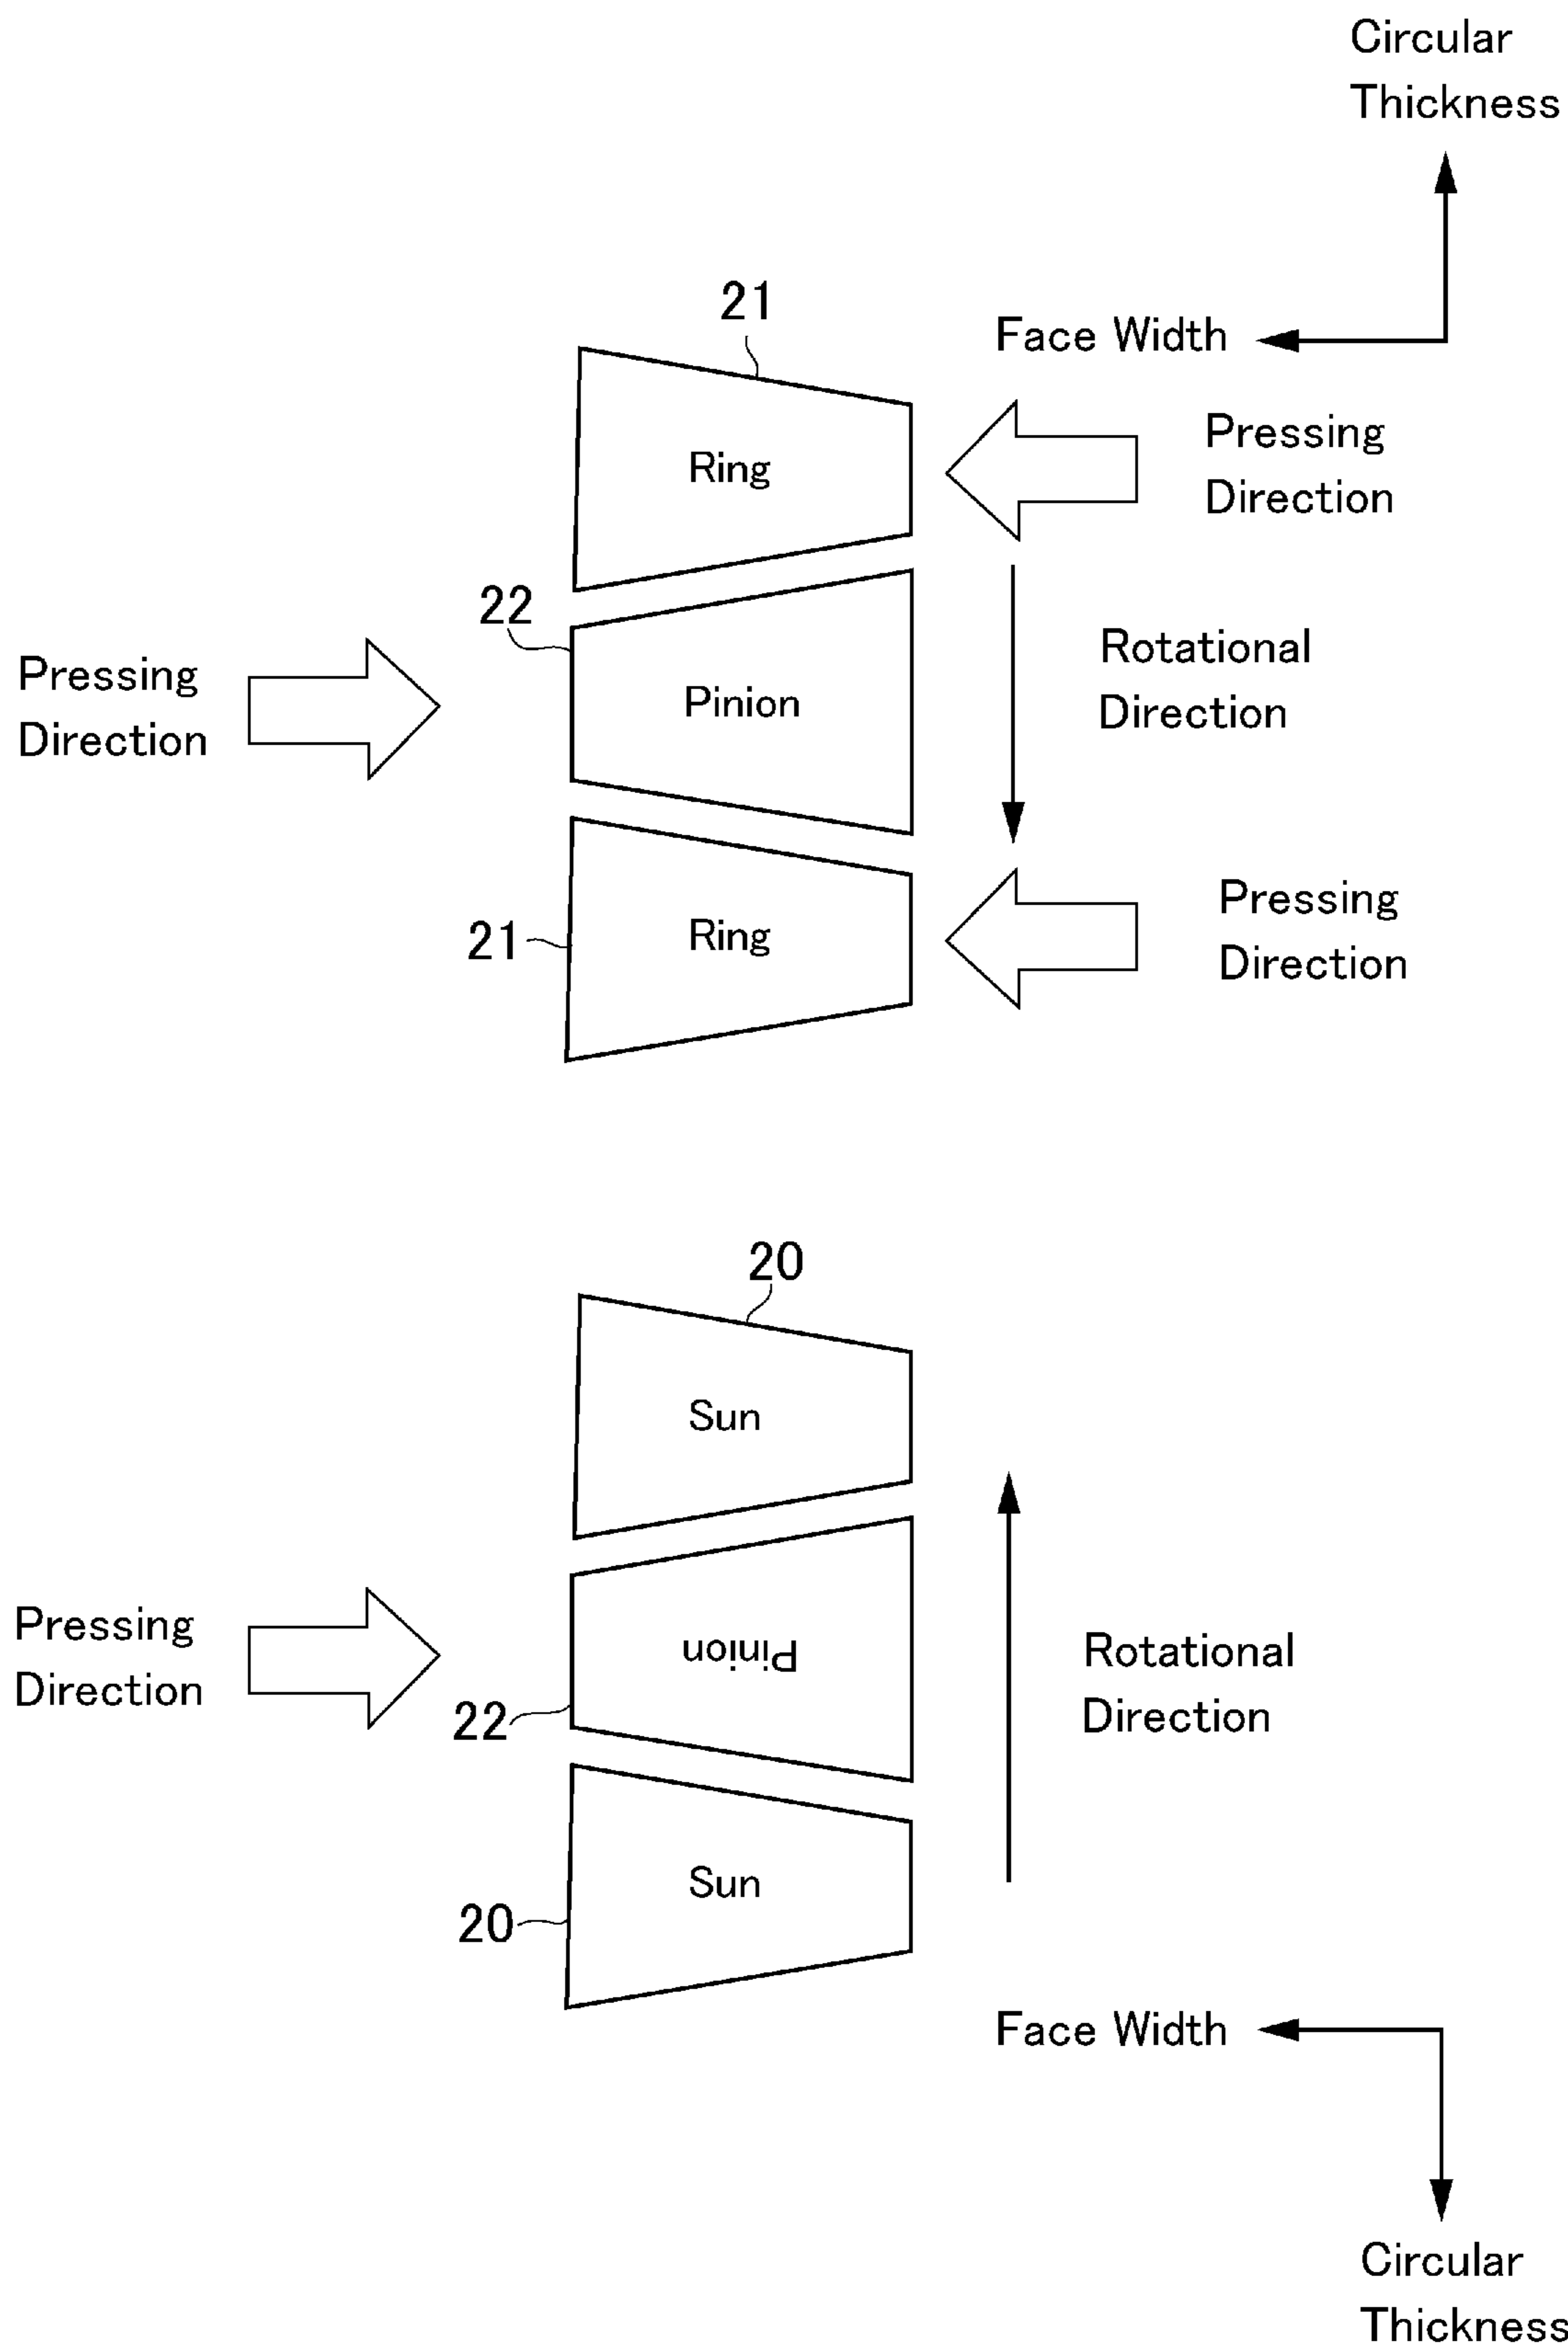 Circular
Thickness
21
Face Width
Ring
Pressing
Direction
22
Pressing
Direction
Pinion
Rotational
Direction
21
Ring
Pressing
Direction
20
Sun
Pressing
Direction
Pinion
22
Rotational
Direction
Sun
20
Face Width
Circular
Thickness